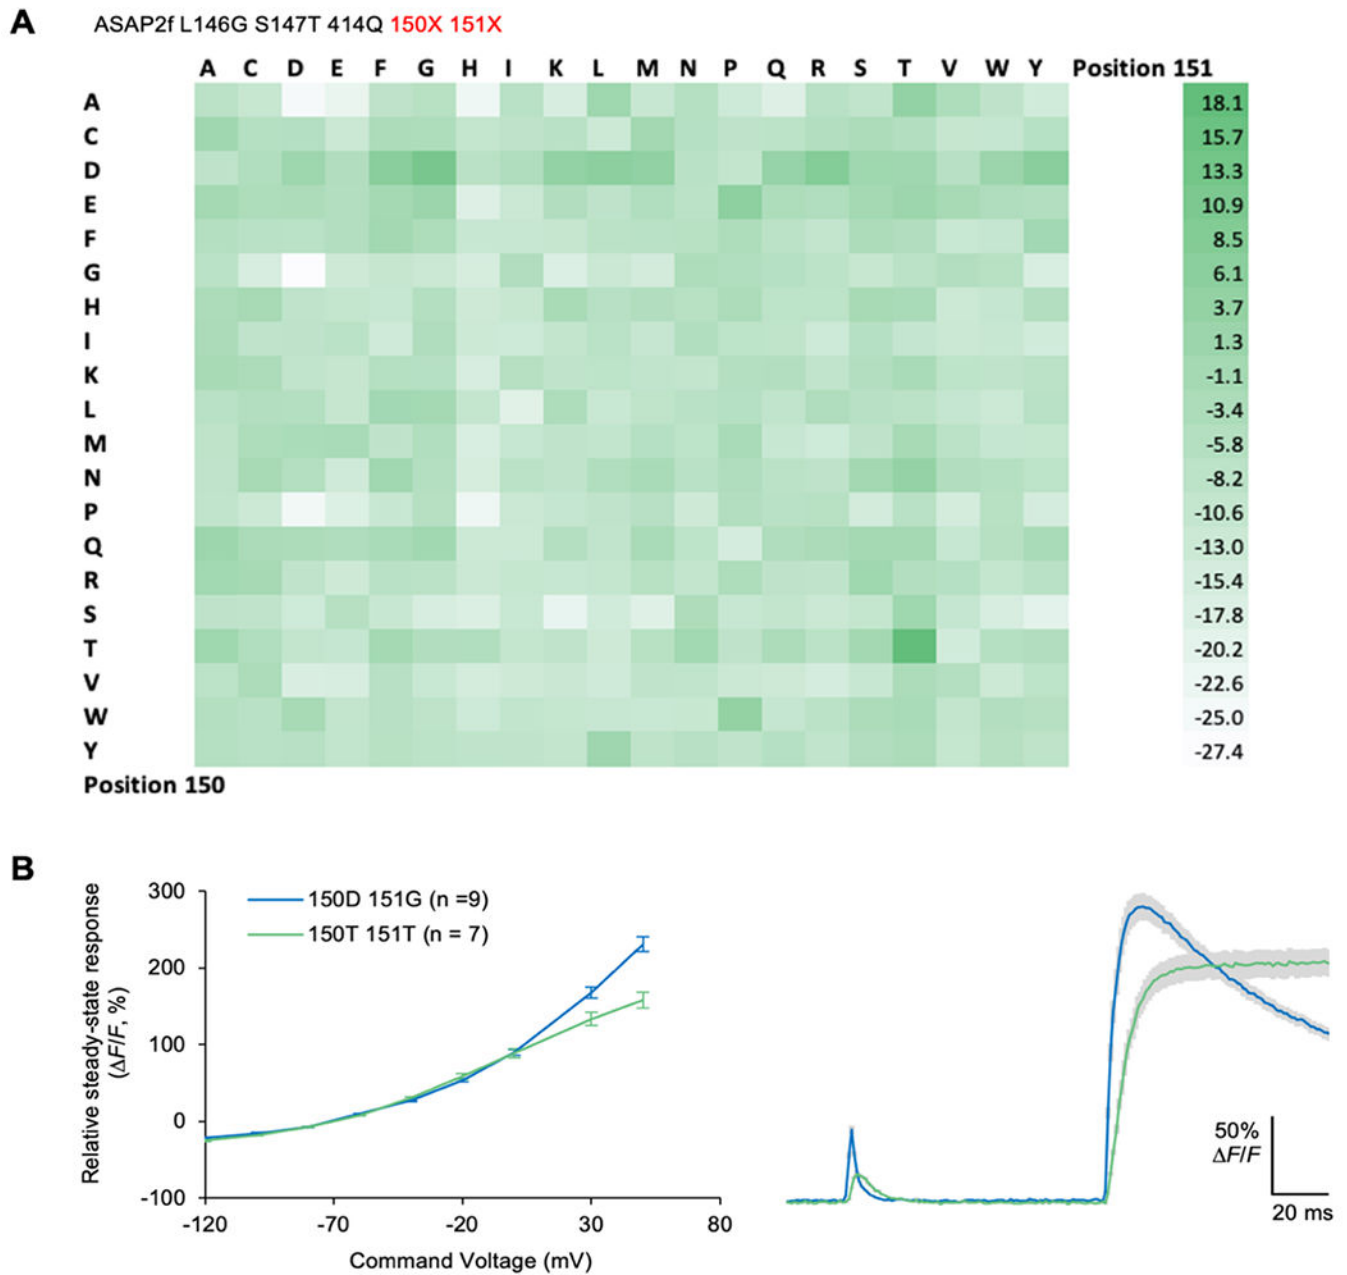 A
ASAP2f L146G S147T 414Q 150X 151X
A C D E F G H I K L M N P Q R S T V W Y Position 151
A 18.1
C 15.7
D 13.3
E 10.9
F 8.5
G 6.1
H 3.7
I 1.3
K -1.1
L -3.4
M -5.8
N -8.2
P -10.6
Q -13.0
R -15.4
S -17.8
T -20.2
V -22.6
W -25.0
Y -27.4
Position 150
B
Relative steady-state response
(ΔF/F, %)
300
200
100
0
-100
-120 -70 -20 30 80
Command Voltage (mV)
150D 151G (n =9)
150T 151T (n = 7)
50%
ΔF/F
20 ms